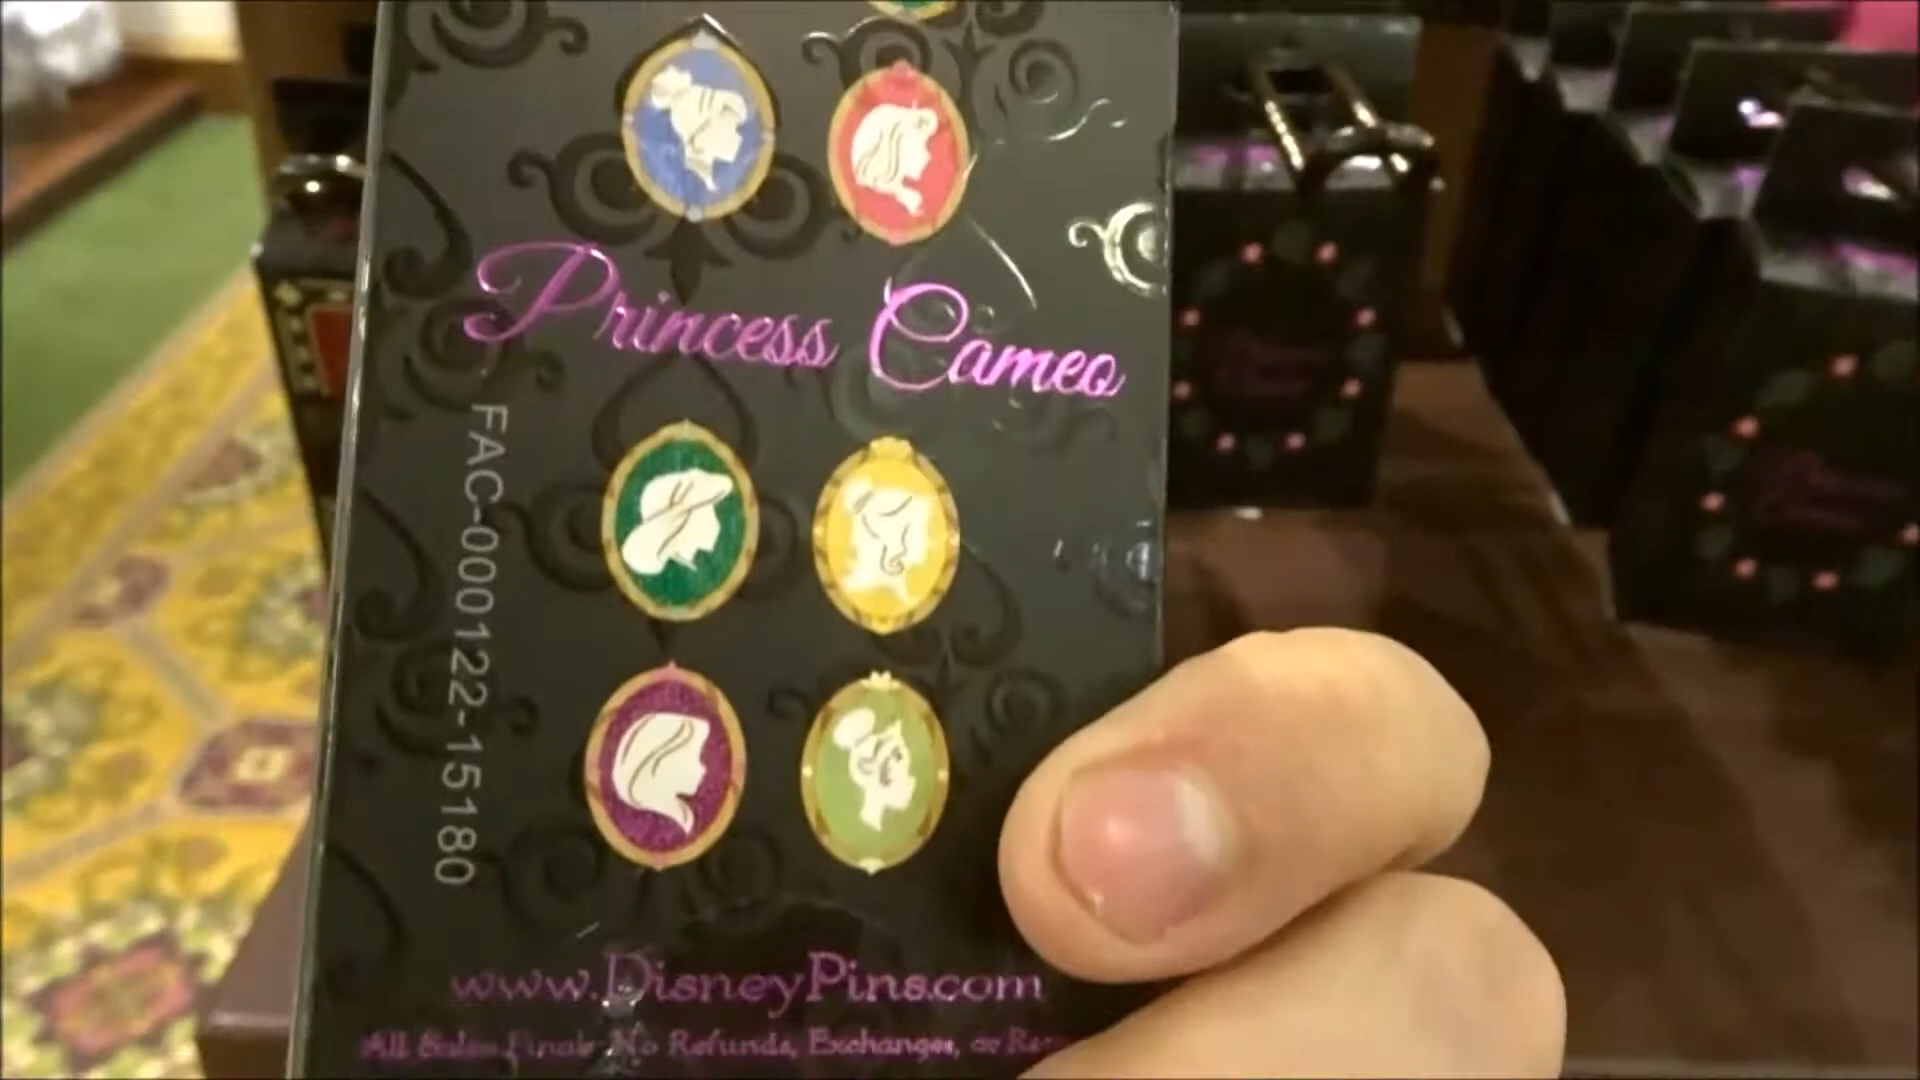 Princess Cameo
FAC-000122-15180
www.DisneyPins.com
All Sales Final No Refunds, Exchanges, or